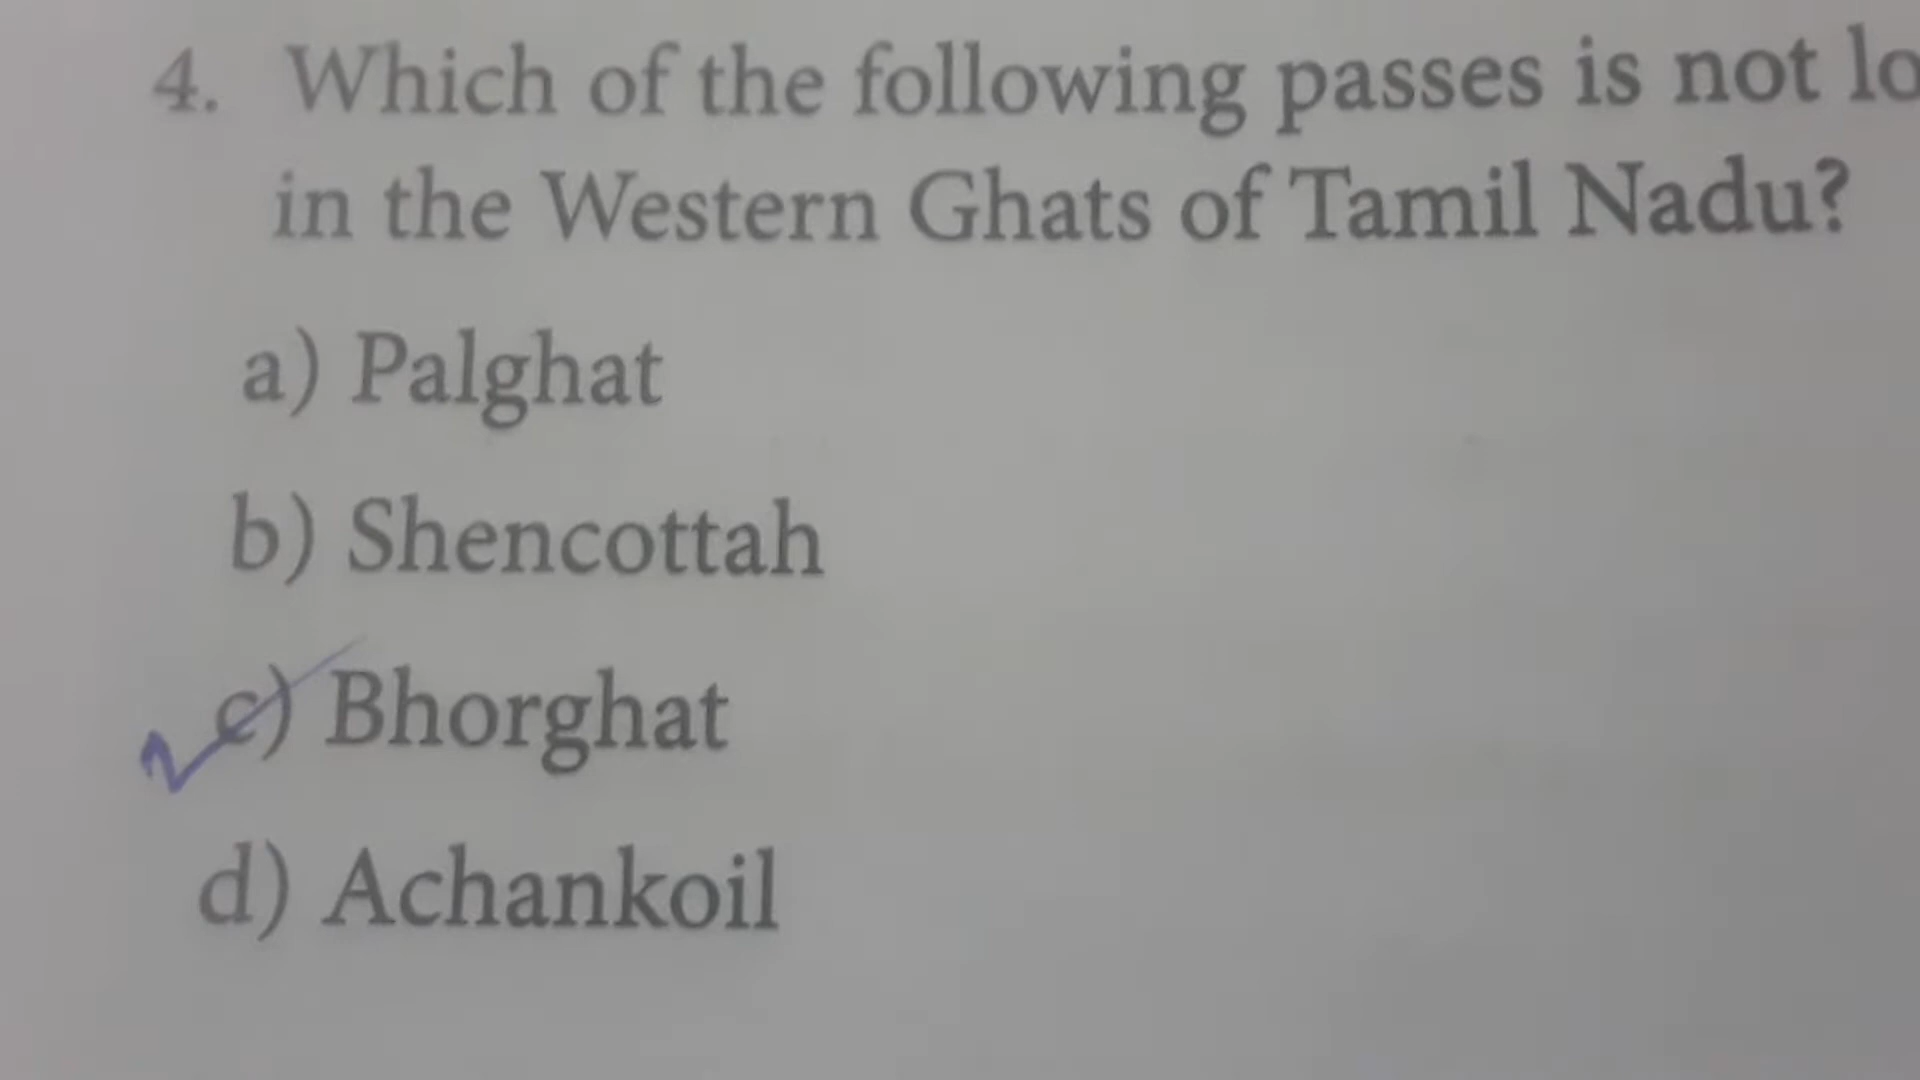 4. Which of the following passes is not lo
in the Western Ghats of Tamil Nadu?
a) Palghat
b) Shencottah
c) Bhorghat
d) Achankoil